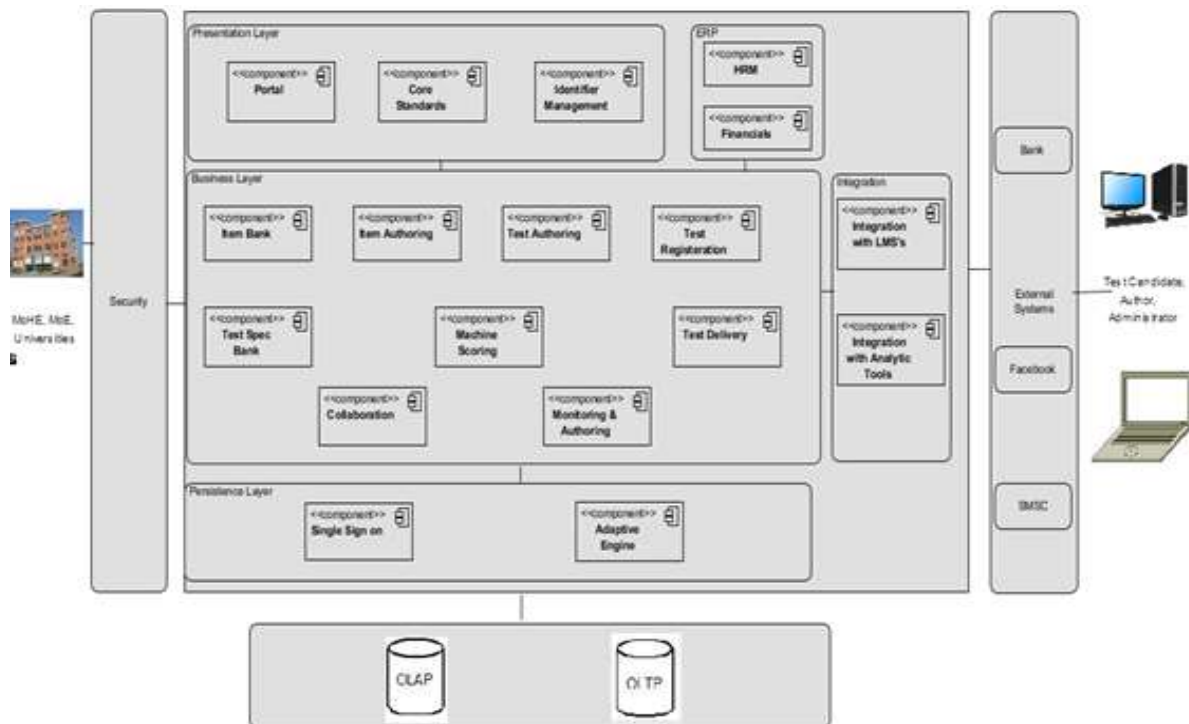 Presentation Layer
<<component>>
Portal
<<component>>
Core
Standards
<<component>>
Identifier
Management
ERP
<<component>>
HRM
<<component>>
Financials
Business Layer
<<component>>
Item Bank
<<component>>
Item Authoring
<<component>>
Test Authoring
<<component>>
Test
Registeration
<<component>>
Test Spec
Bank
<<component>>
Machine
Scoring
<<component>>
Test Delivery
<<component>>
Collaboration
<<component>>
Monitoring &
Authoring
Integration
<<component>>
Integration
with LMS's
<<component>>
Integration
with Analytic
Tools
Persistence Layer
<<component>>
Single Sign on
<<component>>
Adaptive
Engine
MoHE, MoE,
Universities
Security
Bank
External
Systems
Facebook
SMSC
Test Candidate,
Author,
Administrator
OLAP
OLTP